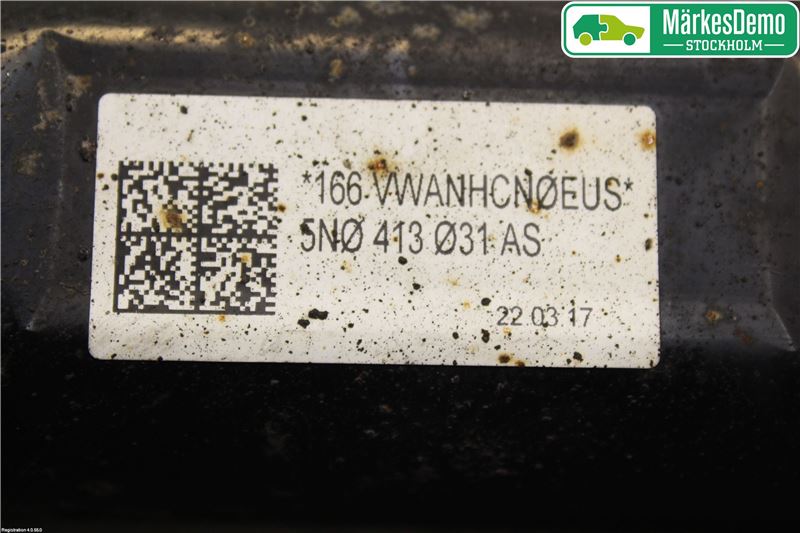 MärkesDemo
STOCKHOLM
*166 VWANHCNØEUS*
5NØ 413 Ø31 AS
22 03 17